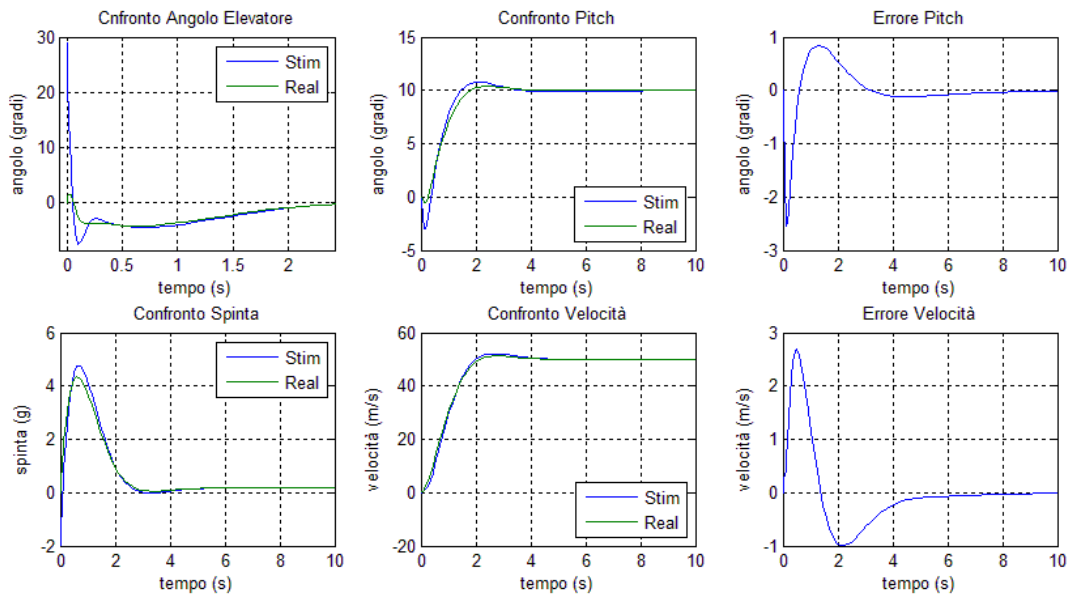 Cnfronto Angolo Elevatore
30
20
10
0
angolo (gradi)
Stim
Real
0
0.5
1
1.5
2
tempo (s)
Confronto Pitch
15
10
5
0
-5
angolo (gradi)
Stim
Real
0
2
4
6
8
10
tempo (s)
Errore Pitch
1
0
-1
-2
-3
angolo (gradi)
0
2
4
6
8
10
tempo (s)
Confronto Spinta
6
4
2
0
-2
spinta (g)
Stim
Real
0
2
4
6
8
10
tempo (s)
Confronto Velocità
60
40
20
0
-20
velocità (m/s)
Stim
Real
0
2
4
6
8
10
tempo (s)
Errore Velocità
3
2
1
0
-1
velocità (m/s)
0
2
4
6
8
10
tempo (s)